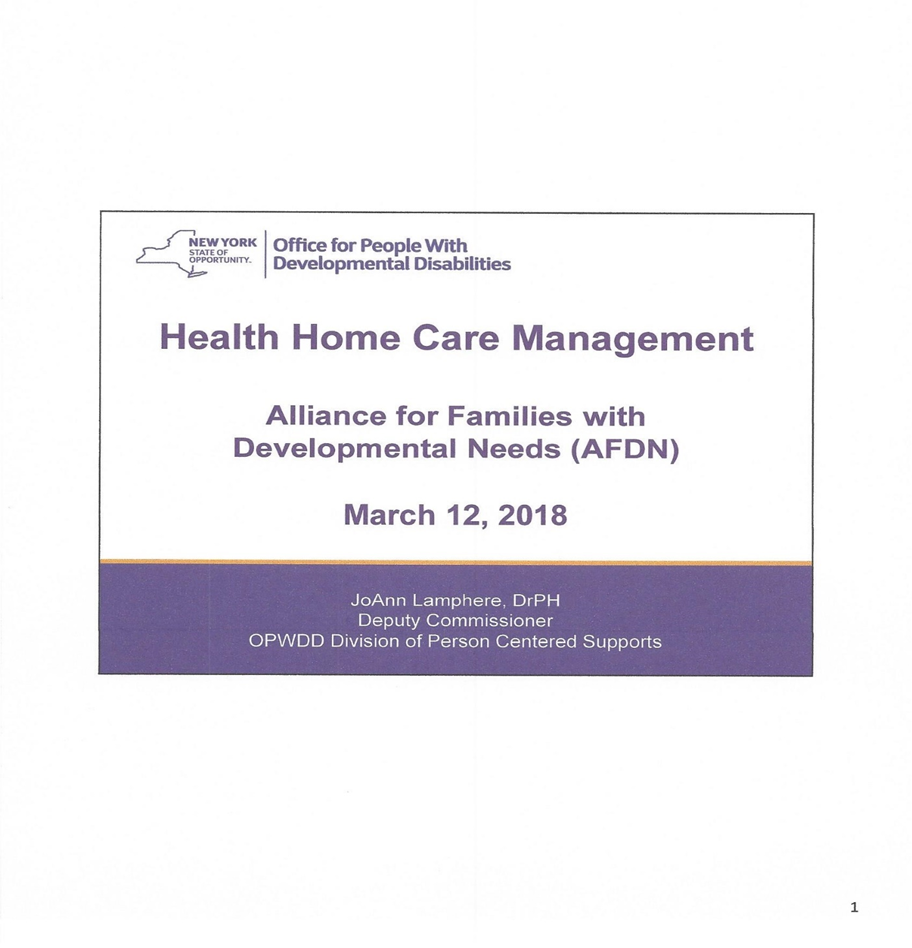 NEW YORK
STATE OF
OPPORTUNITY.
Office for People With
Developmental Disabilities
Health Home Care Management
Alliance for Families with
Developmental Needs (AFDN)
March 12, 2018
JoAnn Lamphere, DrPH
Deputy Commissioner
OPWDD Division of Person Centered Supports
1